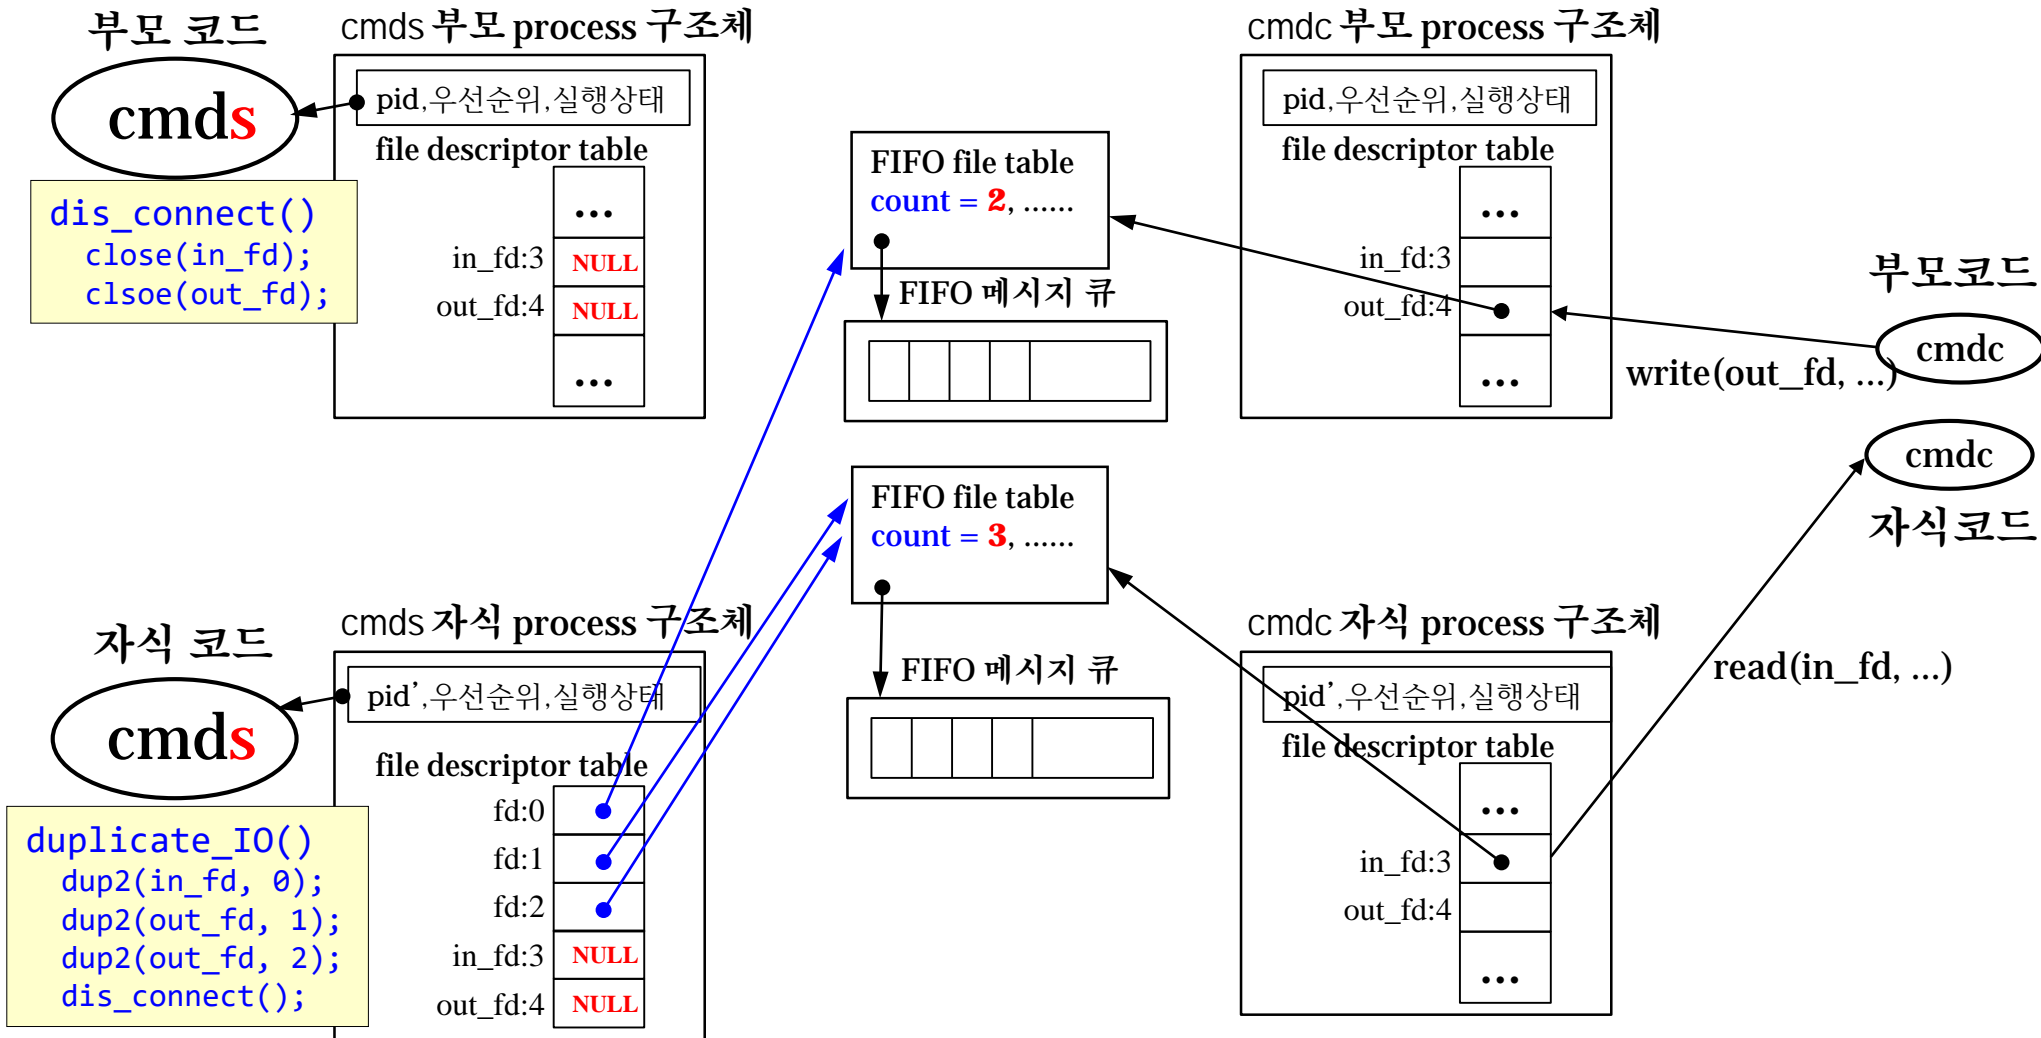 부모 코드
cmds
dis_connect()
close(in_fd);
clsoe(out_fd);
cmds 부모 process 구조체
pid,우선순위,실행상태
file descriptor table
...
in_fd:3 NULL
out_fd:4 NULL
...
FIFO file table
count = 2, ......
FIFO 메시지 큐
cmdc 부모 process 구조체
pid,우선순위,실행상태
file descriptor table
...
in_fd:3
out_fd:4
...
부모코드
cmdc
write(out_fd, ...)
cmdc
자식코드
read(in_fd, ...)
FIFO file table
count = 3, ......
FIFO 메시지 큐
자식 코드
cmds
duplicate_IO()
dup2(in_fd, 0);
dup2(out_fd, 1);
dup2(out_fd, 2);
dis_connect();
cmds 자식 process 구조체
pid’,우선순위,실행상태
file descriptor table
fd:0
fd:1
fd:2
in_fd:3 NULL
out_fd:4 NULL
cmdc 자식 process 구조체
pid’,우선순위,실행상태
file descriptor table
...
in_fd:3
out_fd:4
...